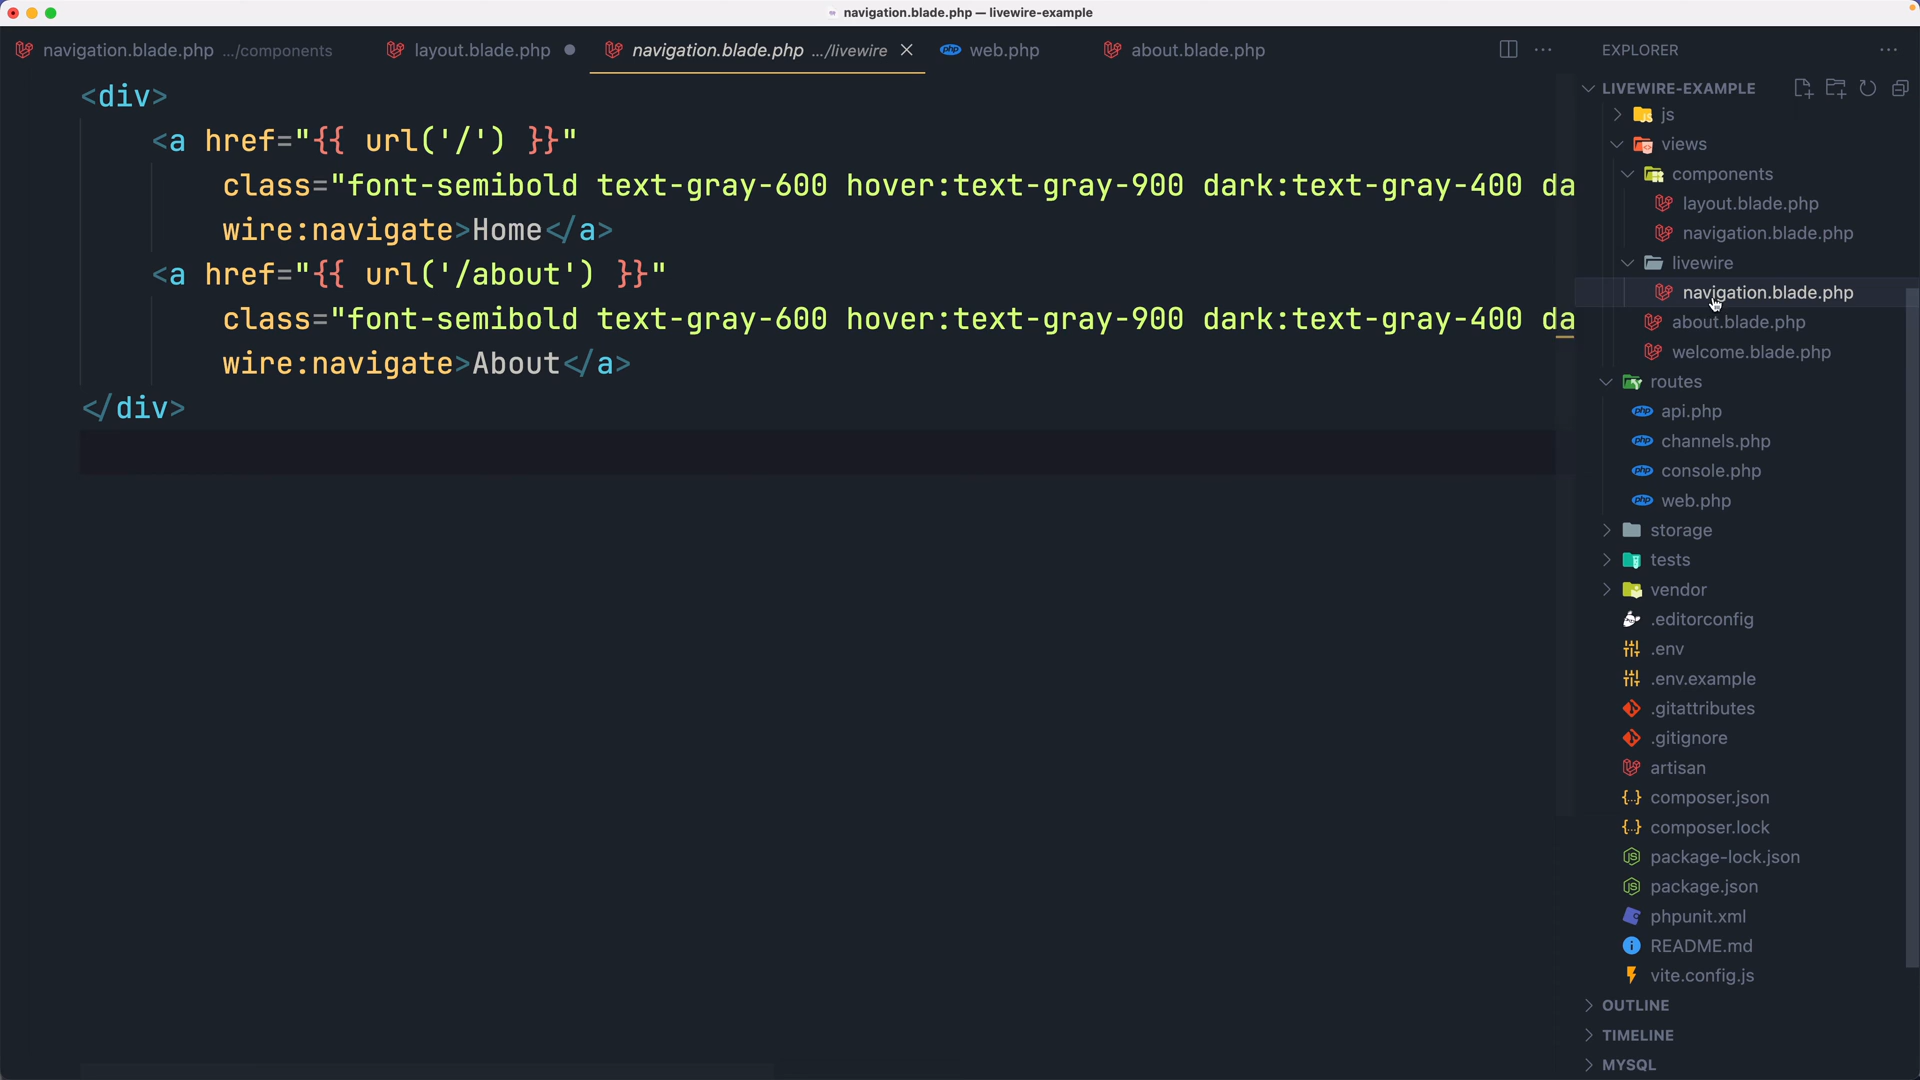 navigation.blade.php — livewire-example
navigation.blade.php .../components
layout.blade.php
navigation.blade.php .../livewire
php web.php
about.blade.php
<div>
<a href="{{ url('/') }}"
class="font-semibold text-gray-600 hover:text-gray-900 dark:text-gray-400 da
wire:navigate>Home</a>
<a href="{{ url('/about') }}"
class="font-semibold text-gray-600 hover:text-gray-900 dark:text-gray-400 da
wire:navigate>About</a>
</div>
EXPLORER
LIVEWIRE-EXAMPLE
js
views
components
layout.blade.php
navigation.blade.php
livewire
navigation.blade.php
about.blade.php
welcome.blade.php
routes
php api.php
php channels.php
php console.php
php web.php
storage
tests
vendor
.editorconfig
.env
.env.example
.gitattributes
.gitignore
artisan
composer.json
composer.lock
package-lock.json
package.json
phpunit.xml
README.md
vite.config.js
OUTLINE
TIMELINE
MYSQL